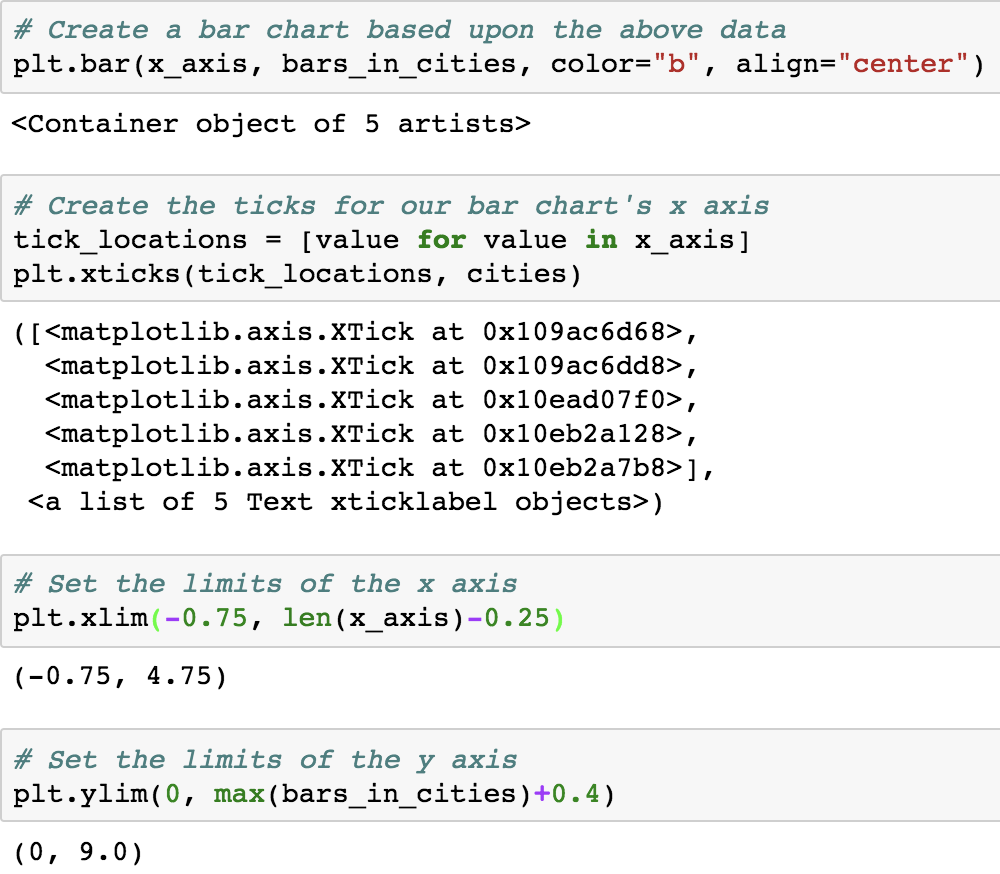 # Create a bar chart based upon the above data
plt.bar(x_axis, bars_in_cities, color="b", align="center")
<Container object of 5 artists>
# Create the ticks for our bar chart's x axis
tick_locations = [value for value in x_axis]
plt.xticks(tick_locations, cities)
([<matplotlib.axis.XTick at 0x109ac6d68>,
  <matplotlib.axis.XTick at 0x109ac6dd8>,
  <matplotlib.axis.XTick at 0x10ead07f0>,
  <matplotlib.axis.XTick at 0x10eb2a128>,
  <matplotlib.axis.XTick at 0x10eb2a7b8>],
 <a list of 5 Text xticklabel objects>)
# Set the limits of the x axis
plt.xlim(-0.75, len(x_axis)-0.25)
(-0.75, 4.75)
# Set the limits of the y axis
plt.ylim(0, max(bars_in_cities)+0.4)
(0, 9.0)